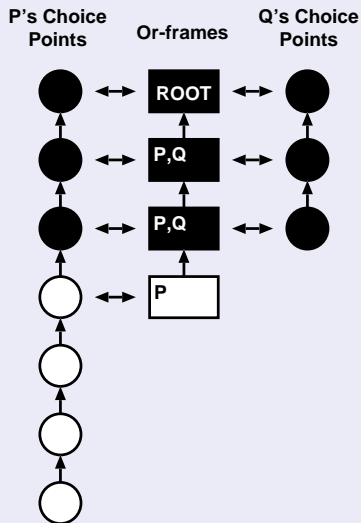 P's Choice
Points
Or-frames
Q's Choice
Points
ROOT
P,Q
P,Q
P